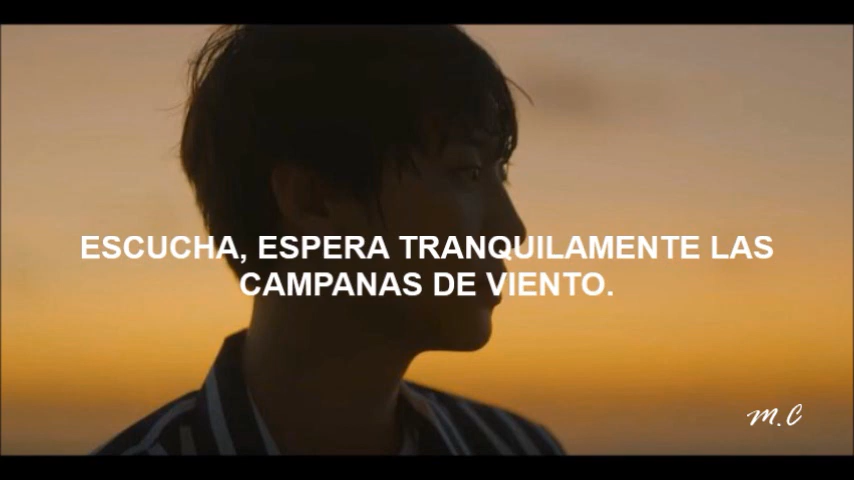 ESCUCHA, ESPERA TRANQUILAMENTE LAS
CAMPANAS DE VIENTO.
M.C